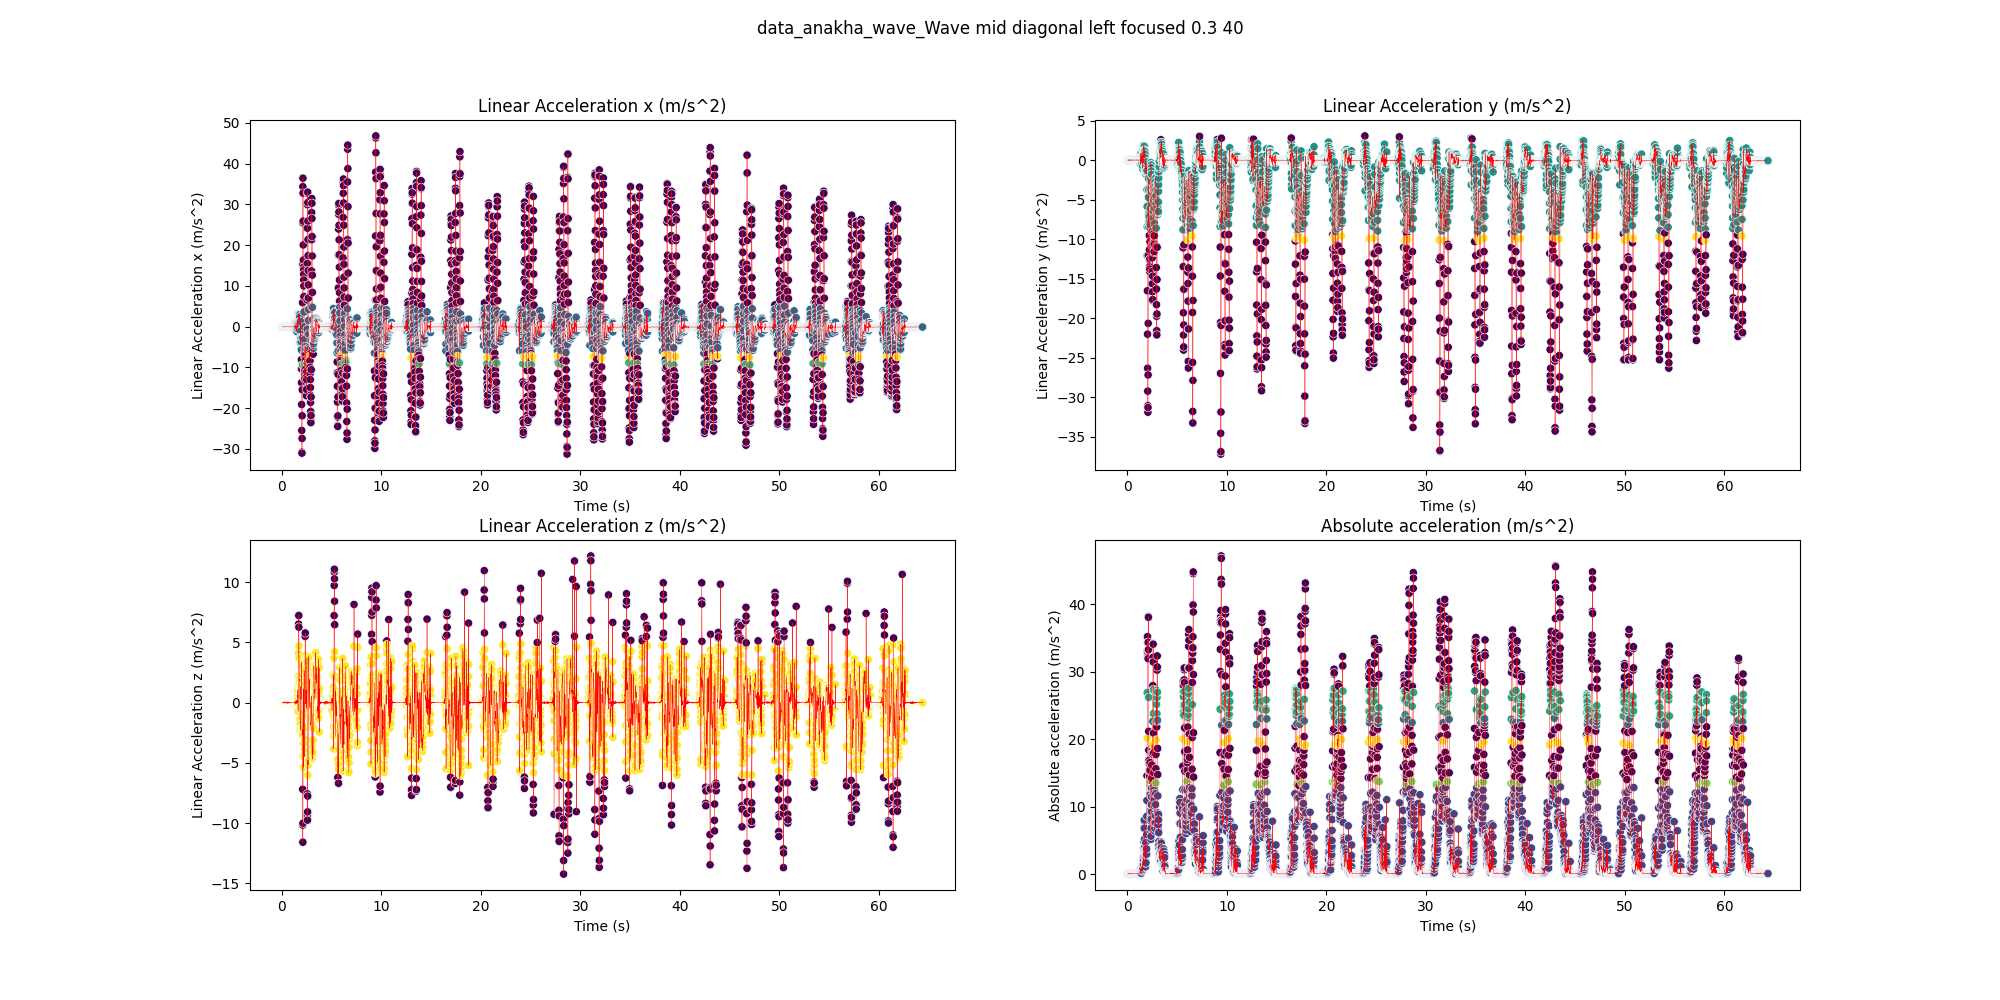 data_anakha_wave_Wave mid diagonal left focused 0.3 40
Linear Acceleration x (m/s^2)
Linear Acceleration x (m/s^2)
50
40
30
20
10
0
−10
−20
−30
0 10 20 30 40 50 60
Time (s)
Linear Acceleration y (m/s^2)
Linear Acceleration y (m/s^2)
5
0
−5
−10
−15
−20
−25
−30
−35
0 10 20 30 40 50 60
Time (s)
Linear Acceleration z (m/s^2)
Linear Acceleration z (m/s^2)
10
5
0
−5
−10
−15
0 10 20 30 40 50 60
Time (s)
Absolute acceleration (m/s^2)
Absolute acceleration (m/s^2)
40
30
20
10
0
0 10 20 30 40 50 60
Time (s)